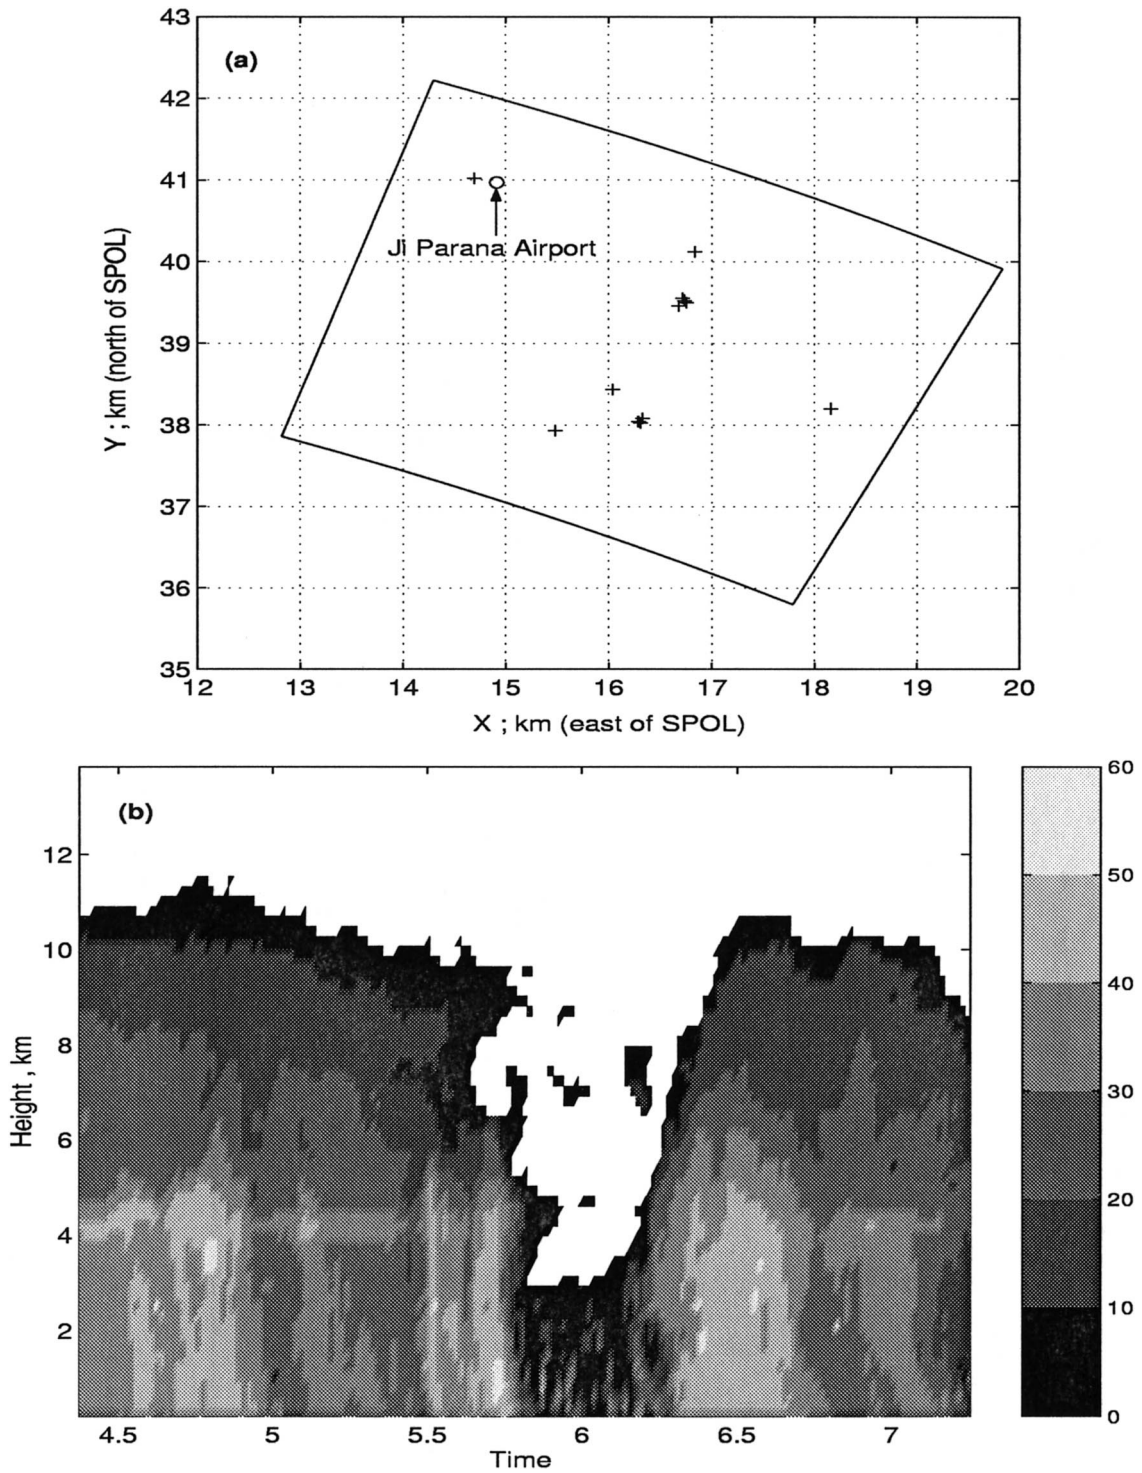 43
(a)
42
41
Ji Parana Airport
40
39
38
37
36
35
12 13 14 15 16 17 18 19 20
Y ; km (north of SPOL)
X ; km (east of SPOL)
(b)
12
10
8
6
4
2
Height , km
4.5 5 5.5 6 6.5 7
Time
60
50
40
30
20
10
0